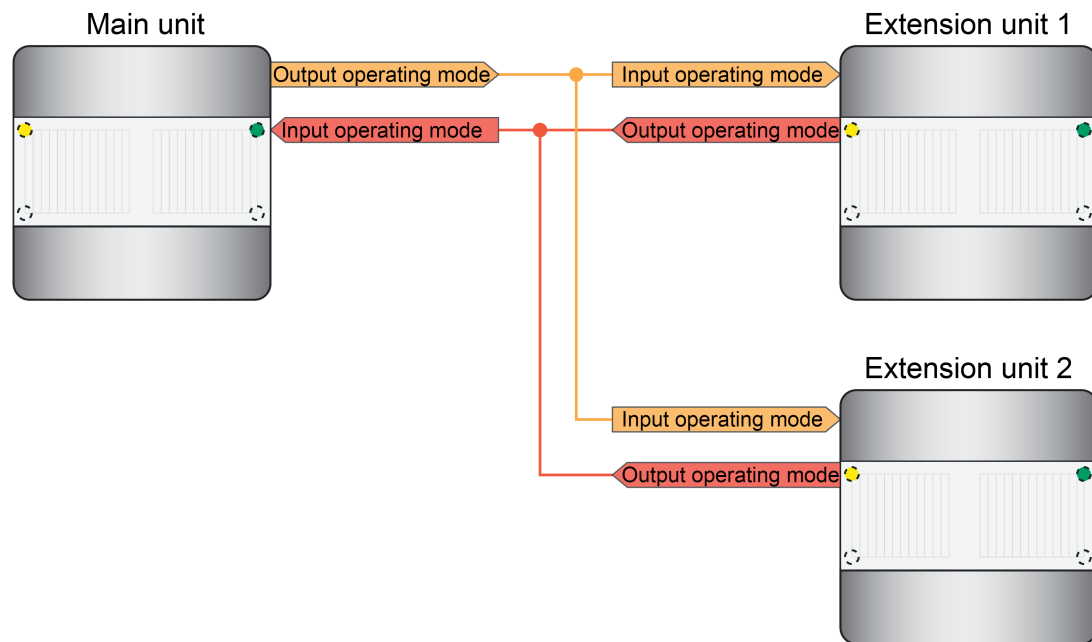 Main unit
Extension unit 1
Output operating mode
Input operating mode
Input operating mode
Output operating mode
Extension unit 2
Input operating mode
Output operating mode